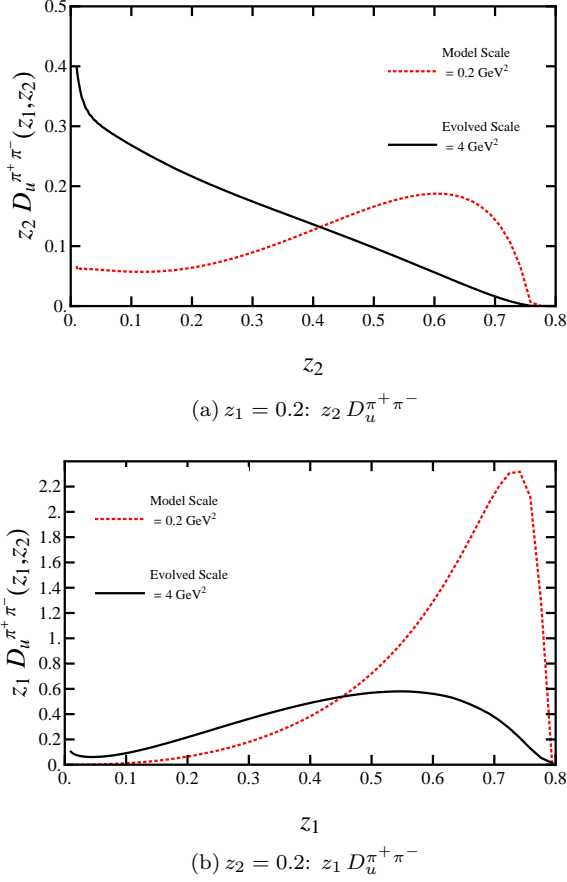 0.5
0.4
0.3
0.2
0.1
0.
z₂ Dᵤ^{π⁺ π⁻}(z₁,z₂)
Model Scale
= 0.2 GeV²
Evolved Scale
= 4 GeV²
0. 0.1 0.2 0.3 0.4 0.5 0.6 0.7 0.8
z₂
(a) z₁ = 0.2: z₂ Dᵤ^{π⁺ π⁻}
2.2
2.
1.8
1.6
1.4
1.2
1.
0.8
0.6
0.4
0.2
0.
z₁ Dᵤ^{π⁺ π⁻}(z₁,z₂)
Model Scale
= 0.2 GeV²
Evolved Scale
= 4 GeV²
0. 0.1 0.2 0.3 0.4 0.5 0.6 0.7 0.8
z₁
(b) z₂ = 0.2: z₁ Dᵤ^{π⁺ π⁻}